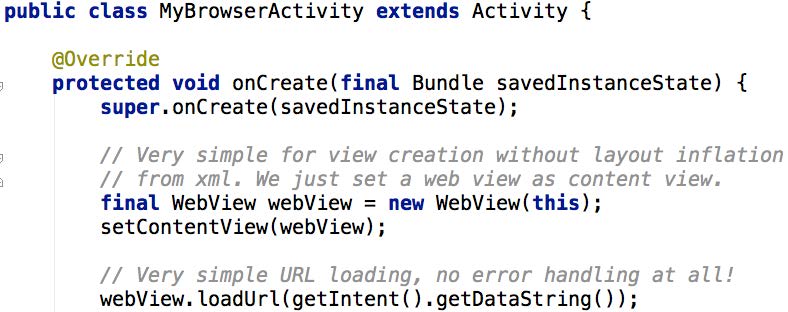 public class MyBrowserActivity extends Activity {
@Override
protected void onCreate(final Bundle savedInstanceState) {
super.onCreate(savedInstanceState);
// Very simple for view creation without layout inflation
// from xml. We just set a web view as content view.
final WebView webView = new WebView(this);
setContentView(webView);
// Very simple URL loading, no error handling at all!
webView.loadUrl(getIntent().getDataString());